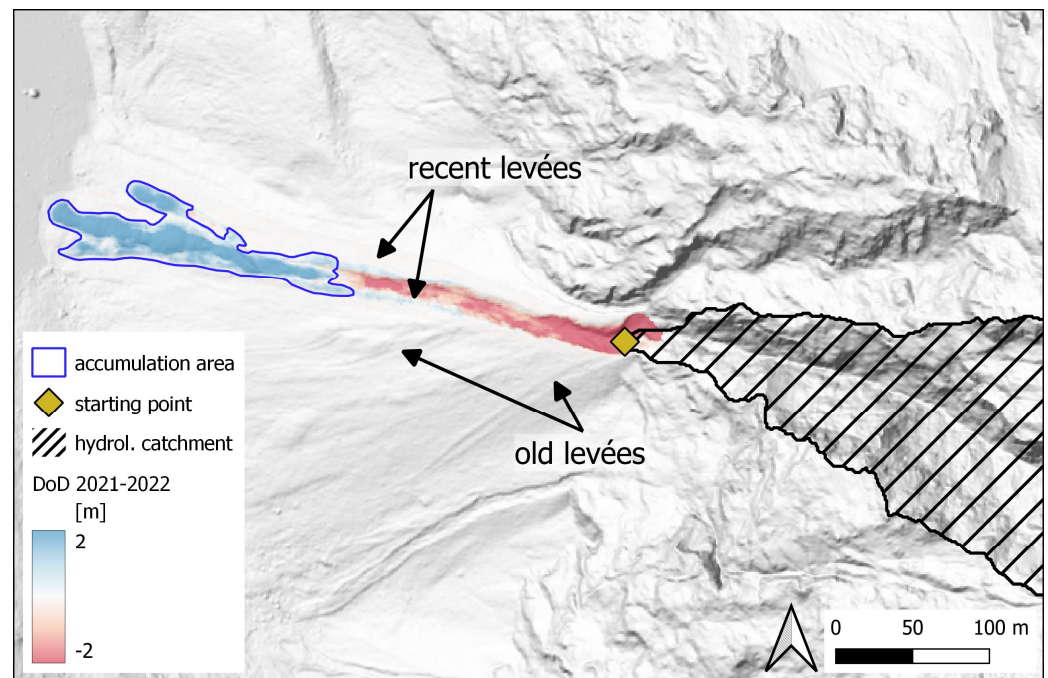 recent levées
old levées
accumulation area
starting point
hydrol. catchment
DoD 2021-2022
[m]
2
-2
0 50 100 m